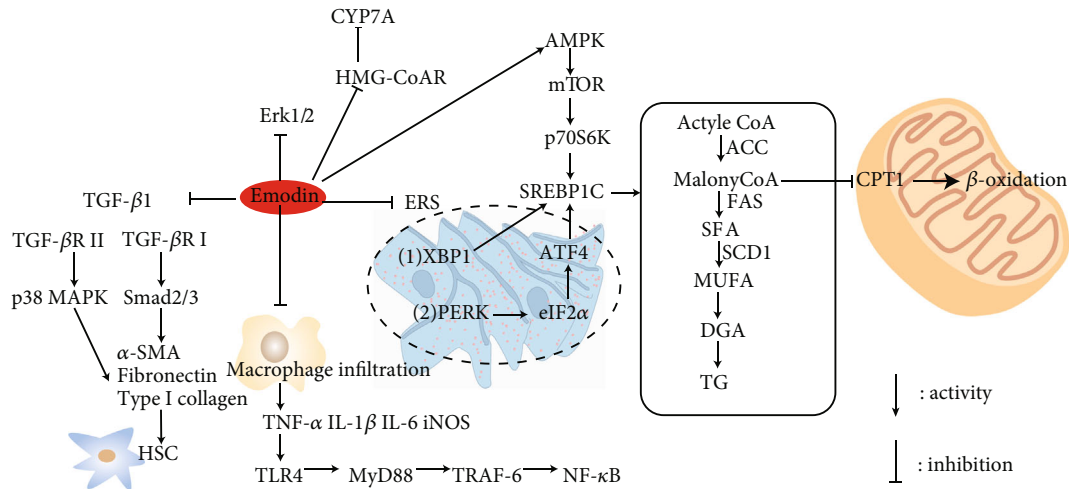 CYP7A
HMG-CoAR
Erk1/2
AMPK
mTOR
p70S6K
SREBP1C
Emodin
TGF-β1
ERS
TGF-βR II
TGF-βR I
p38 MAPK
Smad2/3
α-SMA
Fibronectin
Type I collagen
HSC
Macrophage infiltration
TNF-α IL-1β IL-6 iNOS
TLR4
MyD88
TRAF-6
NF-κB
(1)XBP1
ATF4
(2)PERK
eIF2α
Actyle CoA
ACC
MalonyCoA
FAS
SFA
SCD1
MUFA
DGA
TG
CPT1
β-oxidation
: activity
: inhibition